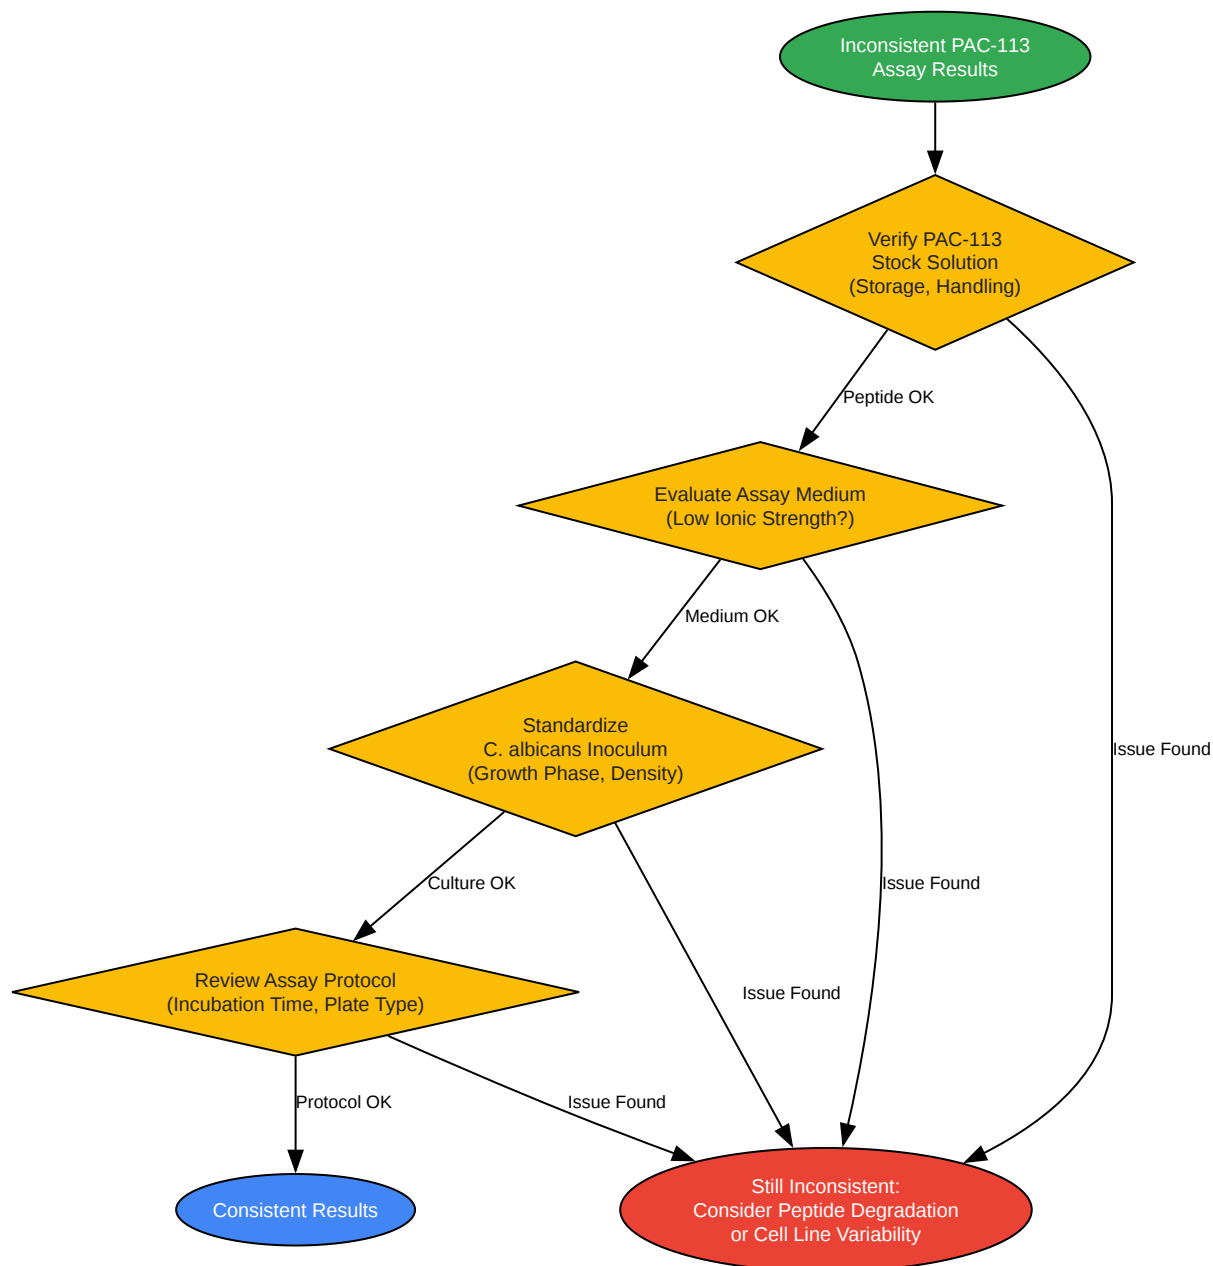 Inconsistent PAC-113
Assay Results
Verify PAC-113
Stock Solution
(Storage, Handling)
Peptide OK
Evaluate Assay Medium
(Low Ionic Strength?)
Medium OK
Standardize
C. albicans Inoculum
(Growth Phase, Density)
Issue Found
Culture OK
Issue Found
Review Assay Protocol
(Incubation Time, Plate Type)
Issue Found
Protocol OK
Issue Found
Consistent Results
Still Inconsistent:
Consider Peptide Degradation
or Cell Line Variability